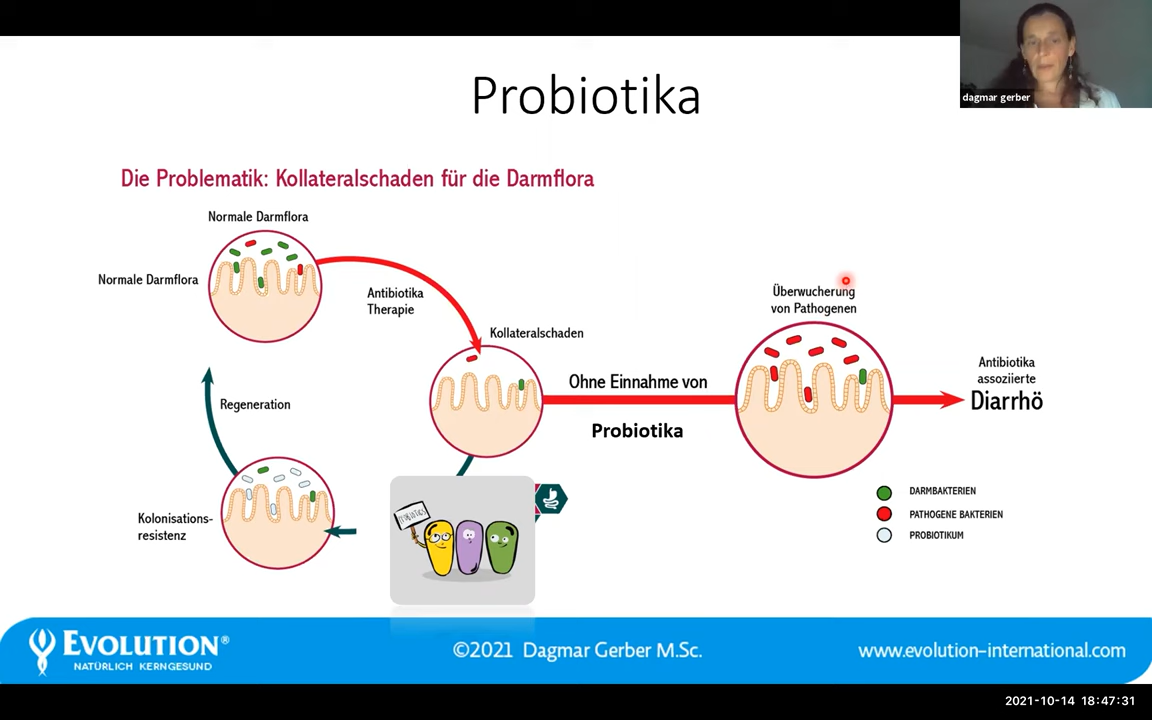 Probiotika
dagmar gerber
Die Problematik: Kollateralschaden für die Darmflora
Normale Darmflora
Normale Darmflora
Antibiotika
Therapie
Kollateralschaden
Überwucherung
von Pathogenen
Ohne Einnahme von
Probiotika
Antibiotika
assoziierte
Diarrhö
Regeneration
Kolonisations-
resistenz
PROBIOTICS
DARMBAKTERIEN
PATHOGENE BAKTERIEN
PROBIOTIKUM
EVOLUTION®
NATÜRLICH KERNGESUND
©2021 Dagmar Gerber M.Sc.
www.evolution-international.com
2021-10-14 18:47:31